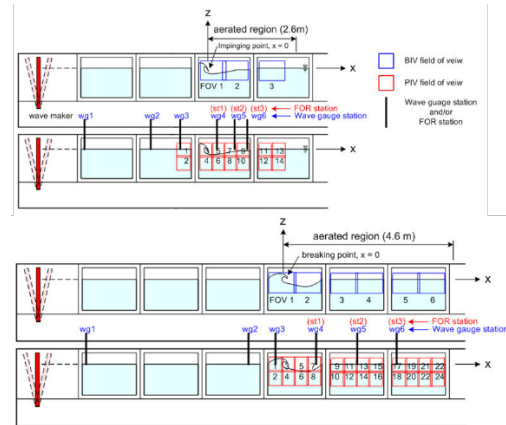 z
aerated region (2.6m)
Impinging point, x = 0
x
FOV 1 2 3
BIV field of veiw
PIV field of veiw
Wave guage station
and/or
FOR station
(st1) (st2) (st3) FOR station
wave maker wg1 wg2 wg3 wg4 wg5 wg6 Wave gauge station
x
1 3 5 7 9 11 13
2 4 6 8 10 12 14
z
aerated region (4.6 m)
breaking point, x = 0
x
FOV 1 2 3 4 5 6
(st1) (st2) (st3) FOR station
wg1 wg2 wg3 wg4 wg5 wg6 Wave guage station
x
1 5 7 9 11 13 15 17 19 21 22
2 4 6 8 10 12 14 16 18 20 22 24